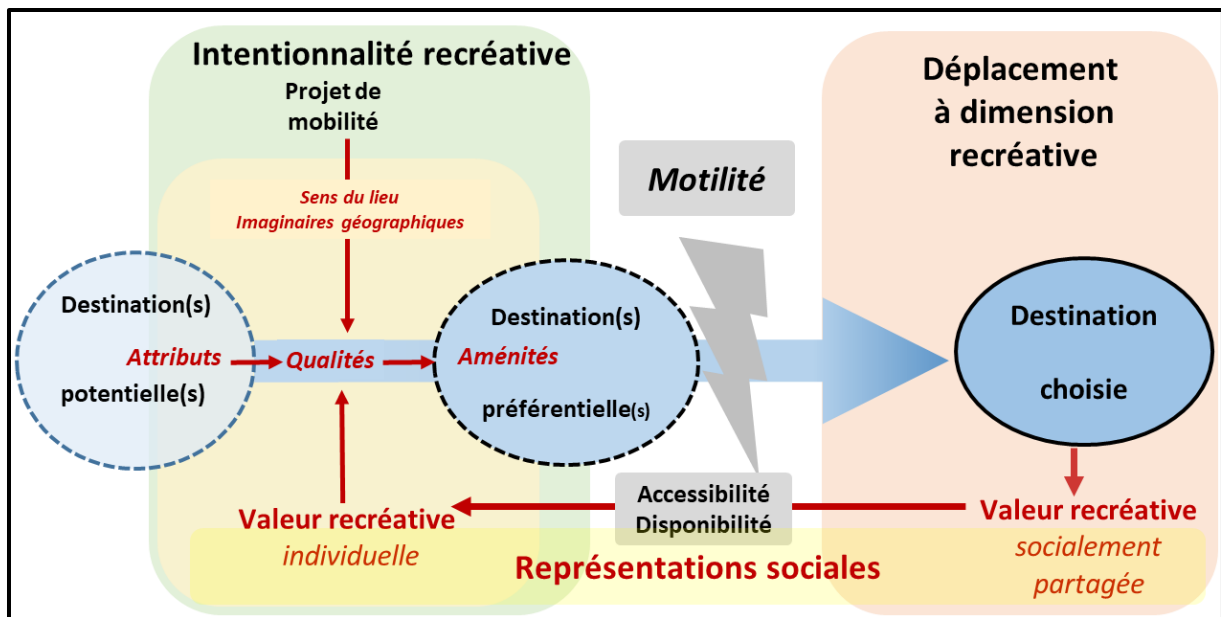 Intentionnalité recréative
Projet de
mobilité
Sens du lieu
Imaginaires géographiques
Destination(s)
Attributs
potentielle(s)
Qualités
Destination(s)
Aménités
préférentielle(s)
Motilité
Accessibilité
Disponibilité
Déplacement
à dimension
recréative
Destination
choisie
Valeur recréative
individuelle
Valeur recréative
socialement
partagée
Représentations sociales